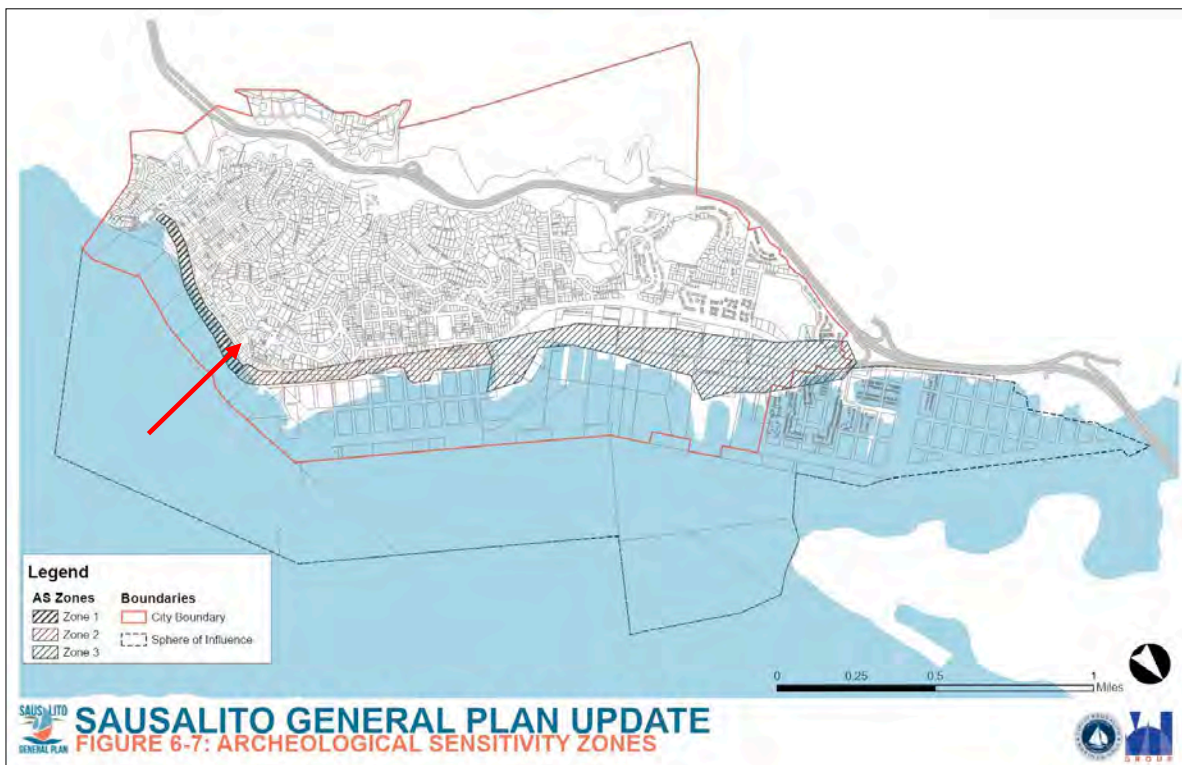 Legend
AS Zones
Zone 1
Zone 2
Zone 3
Boundaries
City Boundary
Sphere of Influence
0 0.25 0.5 1
Miles
SAUSALITO
GENERAL PLAN
SAUSALITO GENERAL PLAN UPDATE
FIGURE 6-7: ARCHEOLOGICAL SENSITIVITY ZONES
GROUP